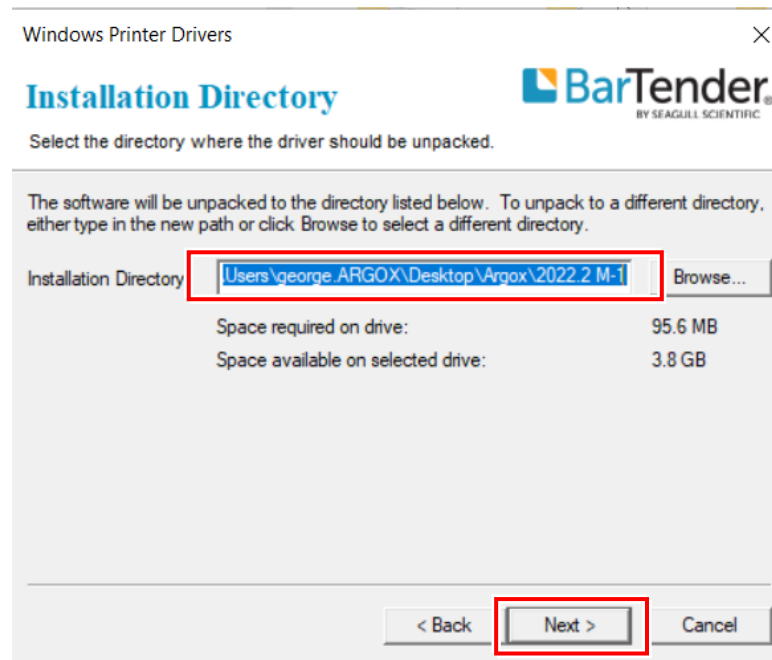 Windows Printer Drivers
Installation Directory
BarTender®
BY SEAGULL SCIENTIFIC
Select the directory where the driver should be unpacked.
The software will be unpacked to the directory listed below. To unpack to a different directory,
either type in the new path or click Browse to select a different directory.
Installation Directory
\Users\george.ARGOX\Desktop\Argox\2022.2 M-1
Browse...
Space required on drive: 95.6 MB
Space available on selected drive: 3.8 GB
< Back
Next >
Cancel